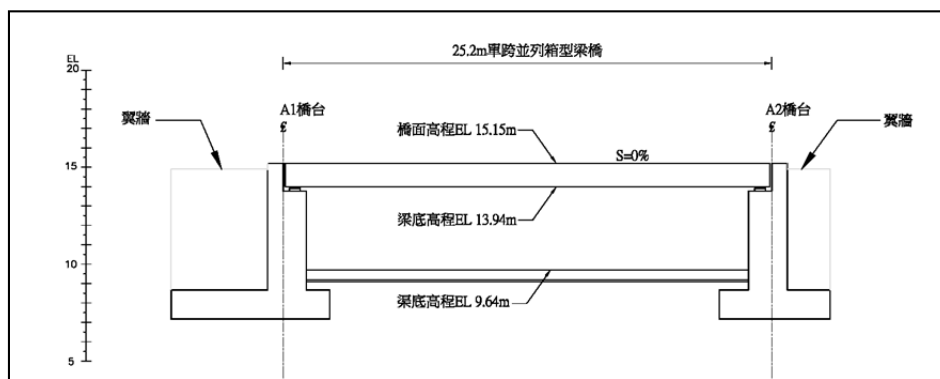 25.2m單跨並列箱型梁橋
EL
20
15
10
5
翼牆
A1橋台
℄
橋面高程EL 15.15m
S=0%
A2橋台
℄
翼牆
梁底高程EL 13.94m
渠底高程EL 9.64m